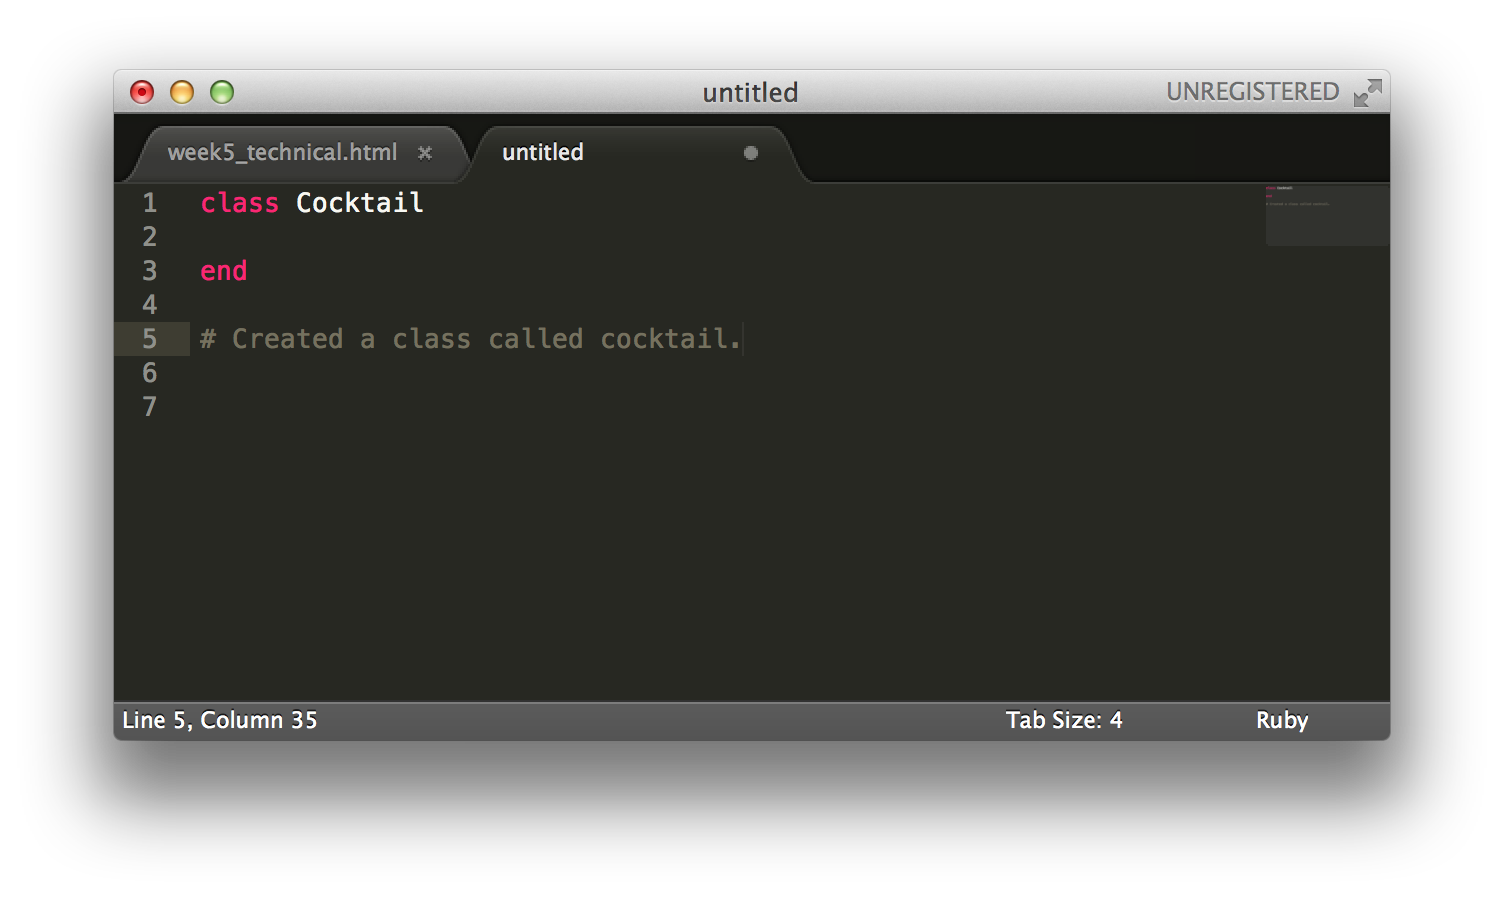 untitled
UNREGISTERED
week5_technical.html ×
untitled
1 class Cocktail
2
3 end
4
5 # Created a class called cocktail.
6
7
Line 5, Column 35
Tab Size: 4
Ruby